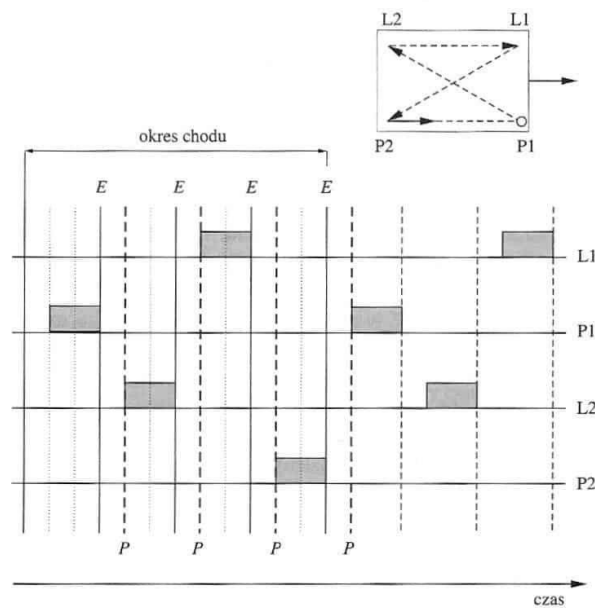 L2 L1
P2 P1
okres chodu
E E E E
L1
P1
L2
P2
P P P P
czas